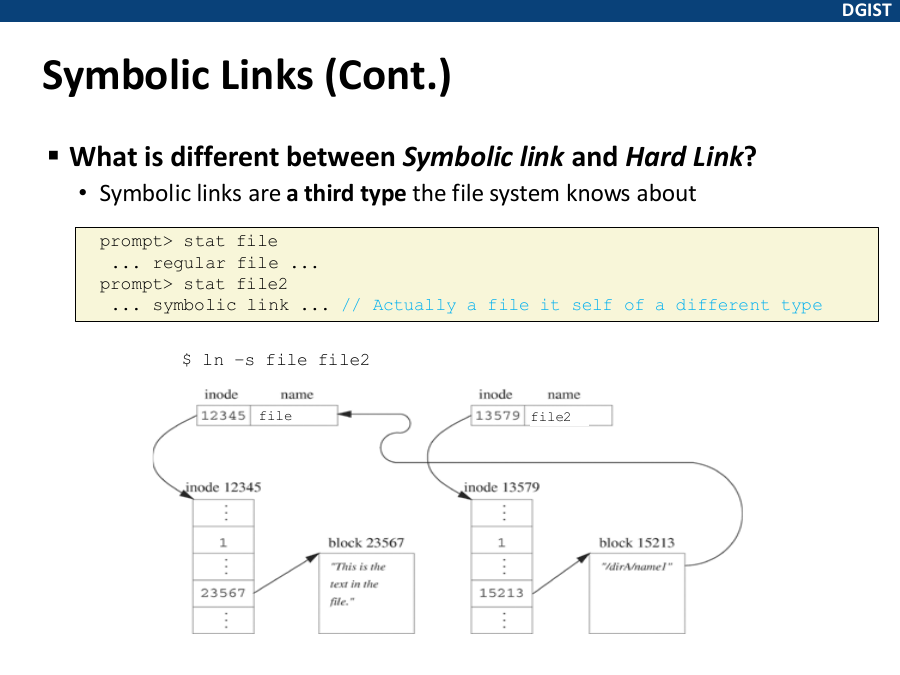 DGIST
Symbolic Links (Cont.)
▪ What is different between Symbolic link and Hard Link?
• Symbolic links are a third type the file system knows about
prompt> stat file
... regular file ...
prompt> stat file2
... symbolic link ... // Actually a file it self of a different type
$ ln –s file file2
inode name
12345 file
inode name
13579 file2
inode 12345
⋮
1
⋮
23567
⋮
block 23567
"This is the
text in the
file."
inode 13579
⋮
1
⋮
15213
⋮
block 15213
"/dirA/name1"